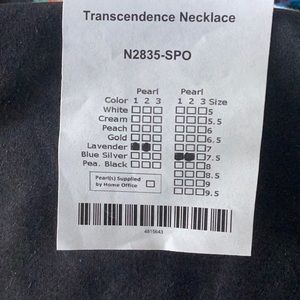 Transcendence Necklace
N2835-SPO
Pearl Pearl
Color 1 2 3 1 2 3 Size
White 5
Cream 5.5
Peach 6
Gold 6.5
Lavender 7
Blue Silver 7.5
Pea. Black 8
8.5
9
9.5
Pearl(s) Supplied
by Home Office
4815643